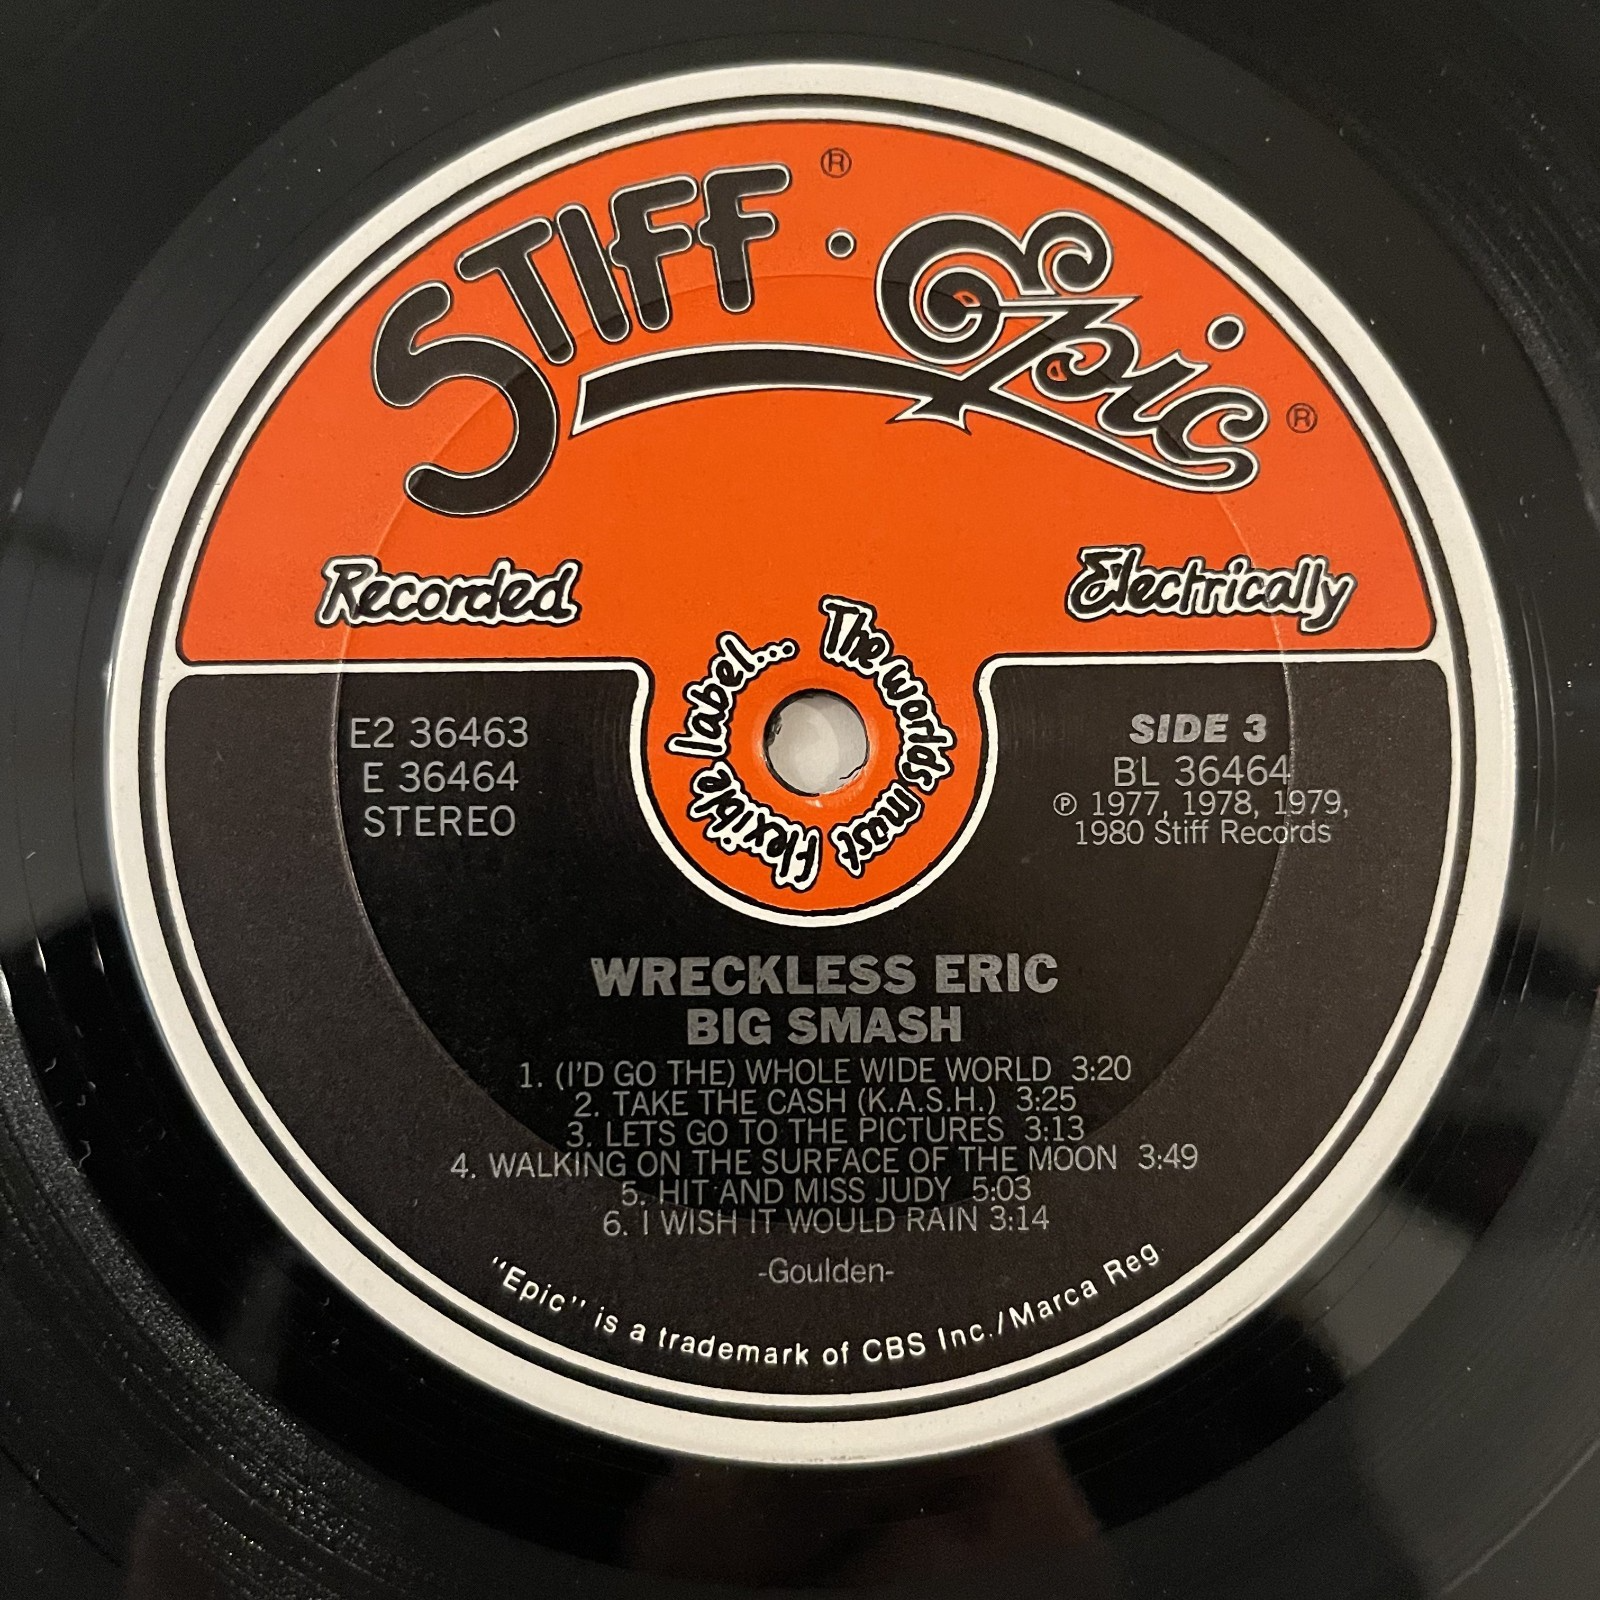 STIFF ® · Epic ®
Recorded
Electrically
The worlds most flexible label...
E2 36463
E 36464
STEREO
SIDE 3
BL 36464
℗ 1977, 1978, 1979,
1980 Stiff Records
WRECKLESS ERIC
BIG SMASH
1. (I'D GO THE) WHOLE WIDE WORLD 3:20
2. TAKE THE CASH (K.A.S.H.) 3:25
3. LETS GO TO THE PICTURES 3:13
4. WALKING ON THE SURFACE OF THE MOON 3:49
5. HIT AND MISS JUDY 5:03
6. I WISH IT WOULD RAIN 3:14
-Goulden-
"Epic" is a trademark of CBS Inc./Marca Reg